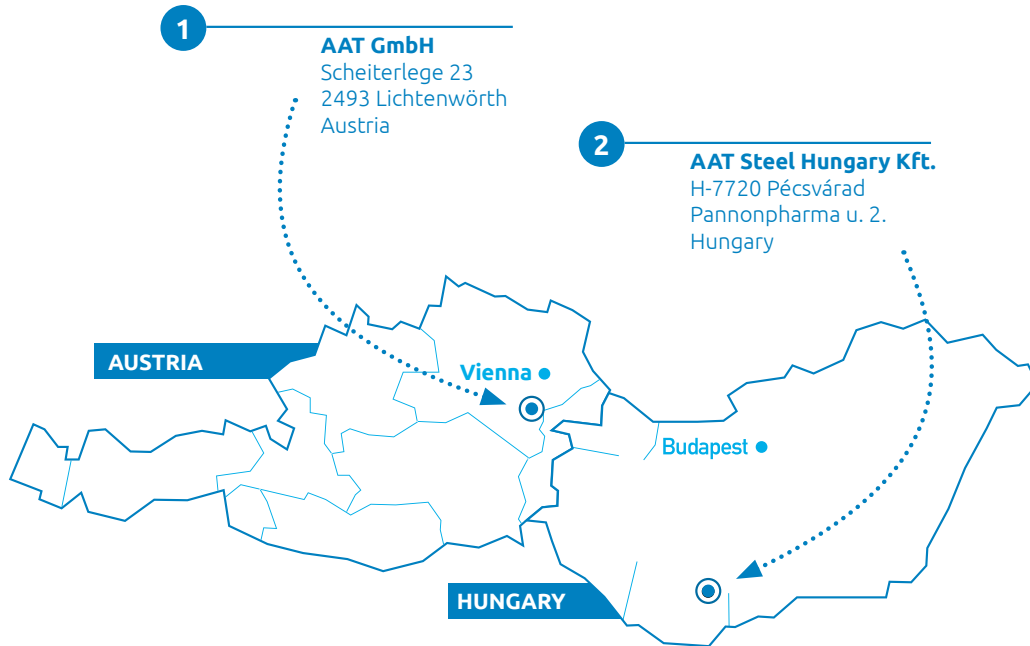 1
AAT GmbH
Scheiterlege 23
2493 Lichtenwörth
Austria
2
AAT Steel Hungary Kft.
H-7720 Pécsvárad
Pannonpharma u. 2.
Hungary
AUSTRIA
Vienna
Budapest
HUNGARY